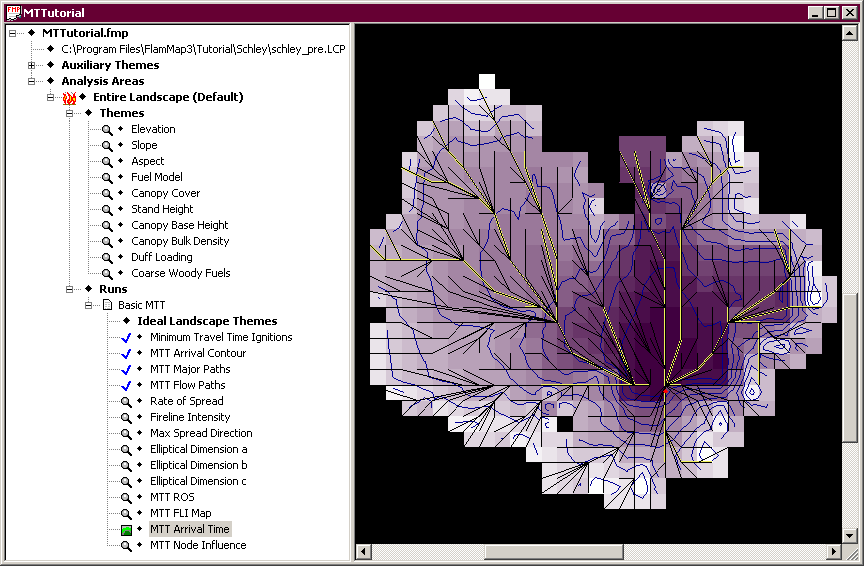 MTTutorial
MTTutorial.fmp
C:\Program Files\FlamMap3\Tutorial\Schley\schley_pre.LCP
Auxiliary Themes
Analysis Areas
Entire Landscape (Default)
Themes
Elevation
Slope
Aspect
Fuel Model
Canopy Cover
Stand Height
Canopy Base Height
Canopy Bulk Density
Duff Loading
Coarse Woody Fuels
Runs
Basic MTT
Ideal Landscape Themes
Minimum Travel Time Ignitions
MTT Arrival Contour
MTT Major Paths
MTT Flow Paths
Rate of Spread
Fireline Intensity
Max Spread Direction
Elliptical Dimension a
Elliptical Dimension b
Elliptical Dimension c
MTT ROS
MTT FLI Map
MTT Arrival Time
MTT Node Influence